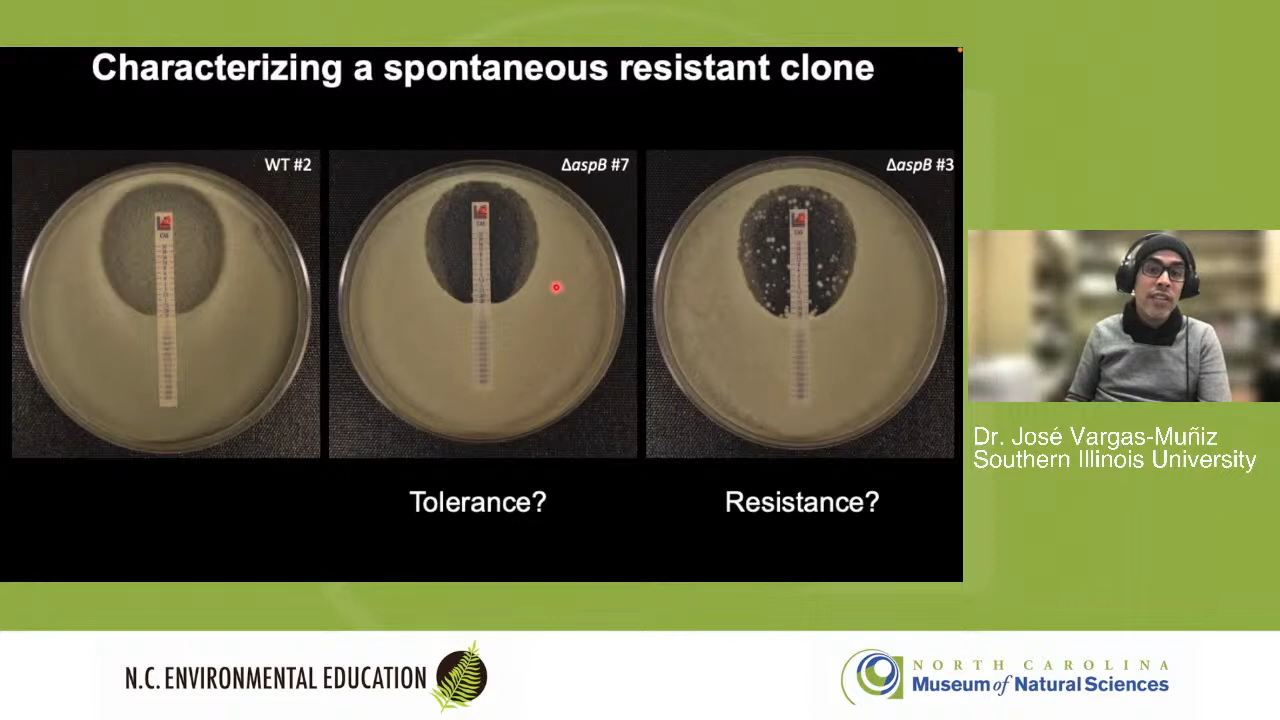 Characterizing a spontaneous resistant clone
WT #2
ΔaspB #7
ΔaspB #3
Tolerance?
Resistance?
Dr. José Vargas-Muñiz
Southern Illinois University
N.C. ENVIRONMENTAL EDUCATION
NORTH CAROLINA
Museum of Natural Sciences